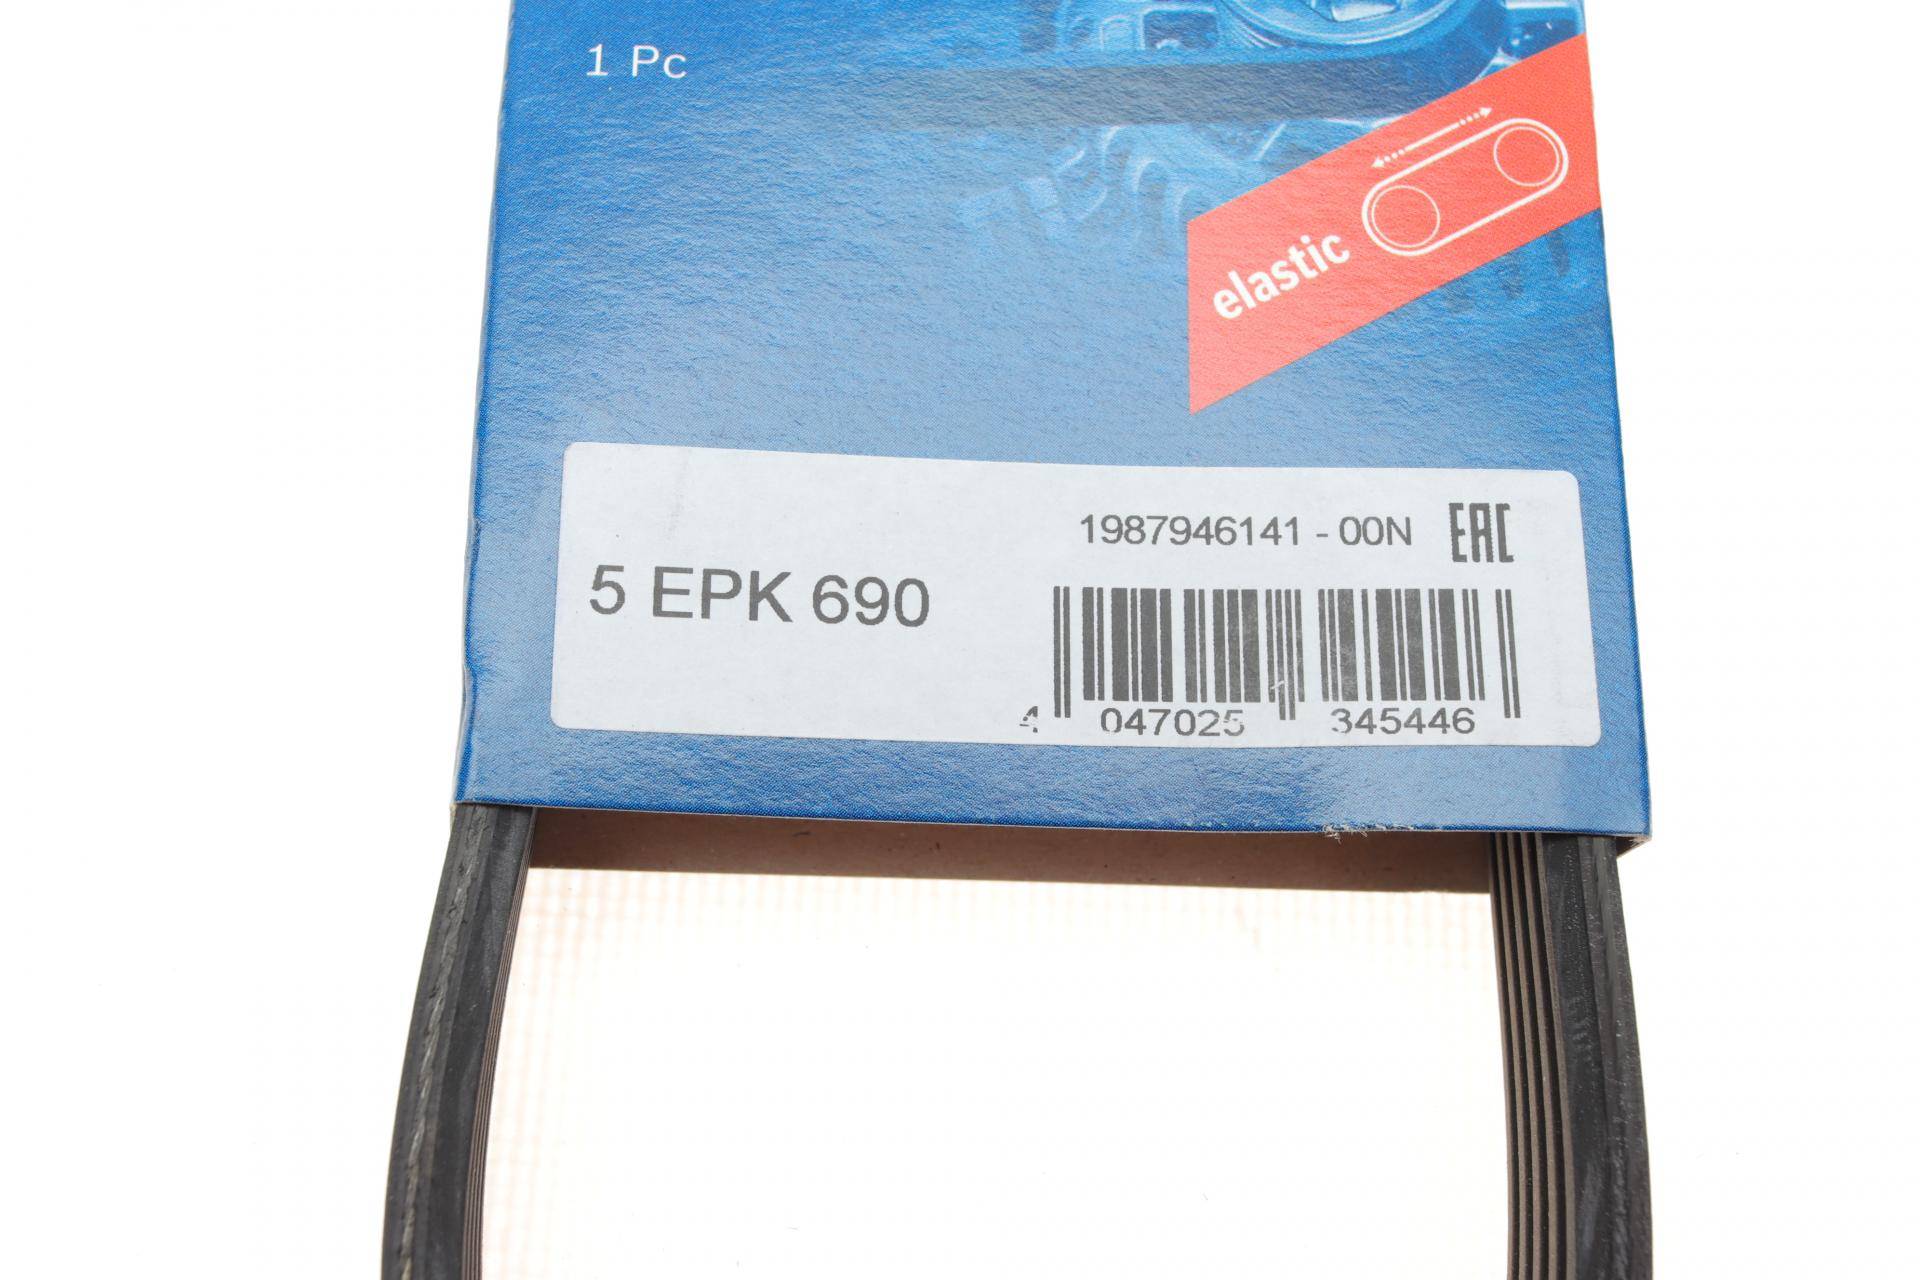 1 Pc
elastic
1987946141 - 00N EAC
5 EPK 690
4 047025 345446